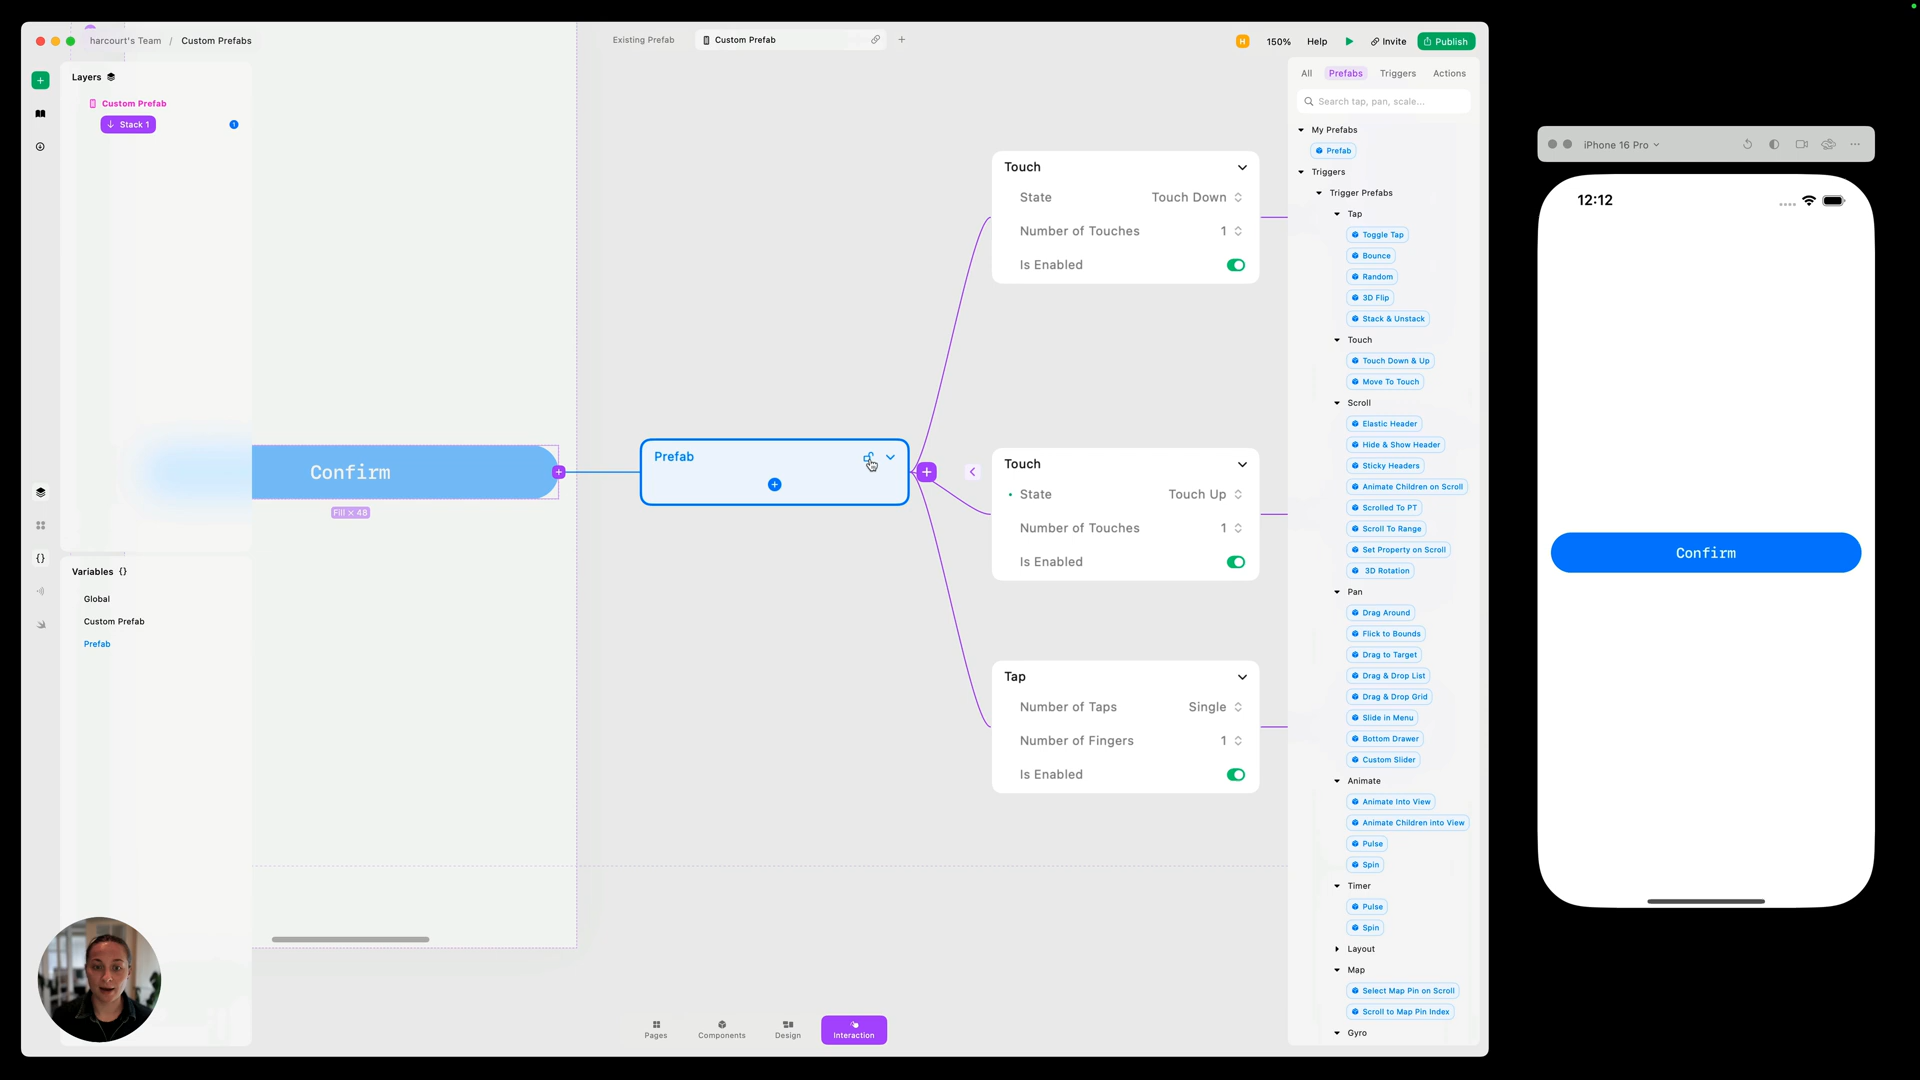 harcourt's Team / Custom Prefabs
Existing Prefab
Custom Prefab
H
150%
Help
Invite
Publish
Layers
Custom Prefab
Stack 1
1
Confirm
Fill × 48
Variables {}
Global
Custom Prefab
Prefab
Prefab
Touch
State Touch Down
Number of Touches 1
Is Enabled
Touch
State Touch Up
Number of Touches 1
Is Enabled
Tap
Number of Taps Single
Number of Fingers 1
Is Enabled
Pages
Components
Design
Interaction
All Prefabs Triggers Actions
Search tap, pan, scale...
My Prefabs
Prefab
Triggers
Trigger Prefabs
Tap
Toggle Tap
Bounce
Random
3D Flip
Stack & Unstack
Touch
Touch Down & Up
Move To Touch
Scroll
Elastic Header
Hide & Show Header
Sticky Headers
Animate Children on Scroll
Scrolled To PT
Scroll To Range
Set Property on Scroll
3D Rotation
Pan
Drag Around
Flick to Bounds
Drag to Target
Drag & Drop List
Drag & Drop Grid
Slide in Menu
Bottom Drawer
Custom Slider
Animate
Animate Into View
Animate Children into View
Pulse
Spin
Timer
Pulse
Spin
Layout
Map
Select Map Pin on Scroll
Scroll to Map Pin Index
Gyro
iPhone 16 Pro
12:12
Confirm